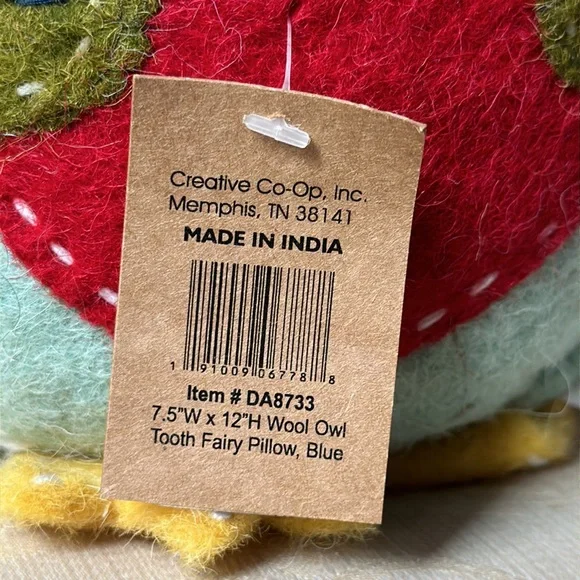 Creative Co-Op, Inc.
Memphis, TN 38141
MADE IN INDIA
1 91009 06778 8
Item # DA8733
7.5"W x 12"H Wool Owl
Tooth Fairy Pillow, Blue